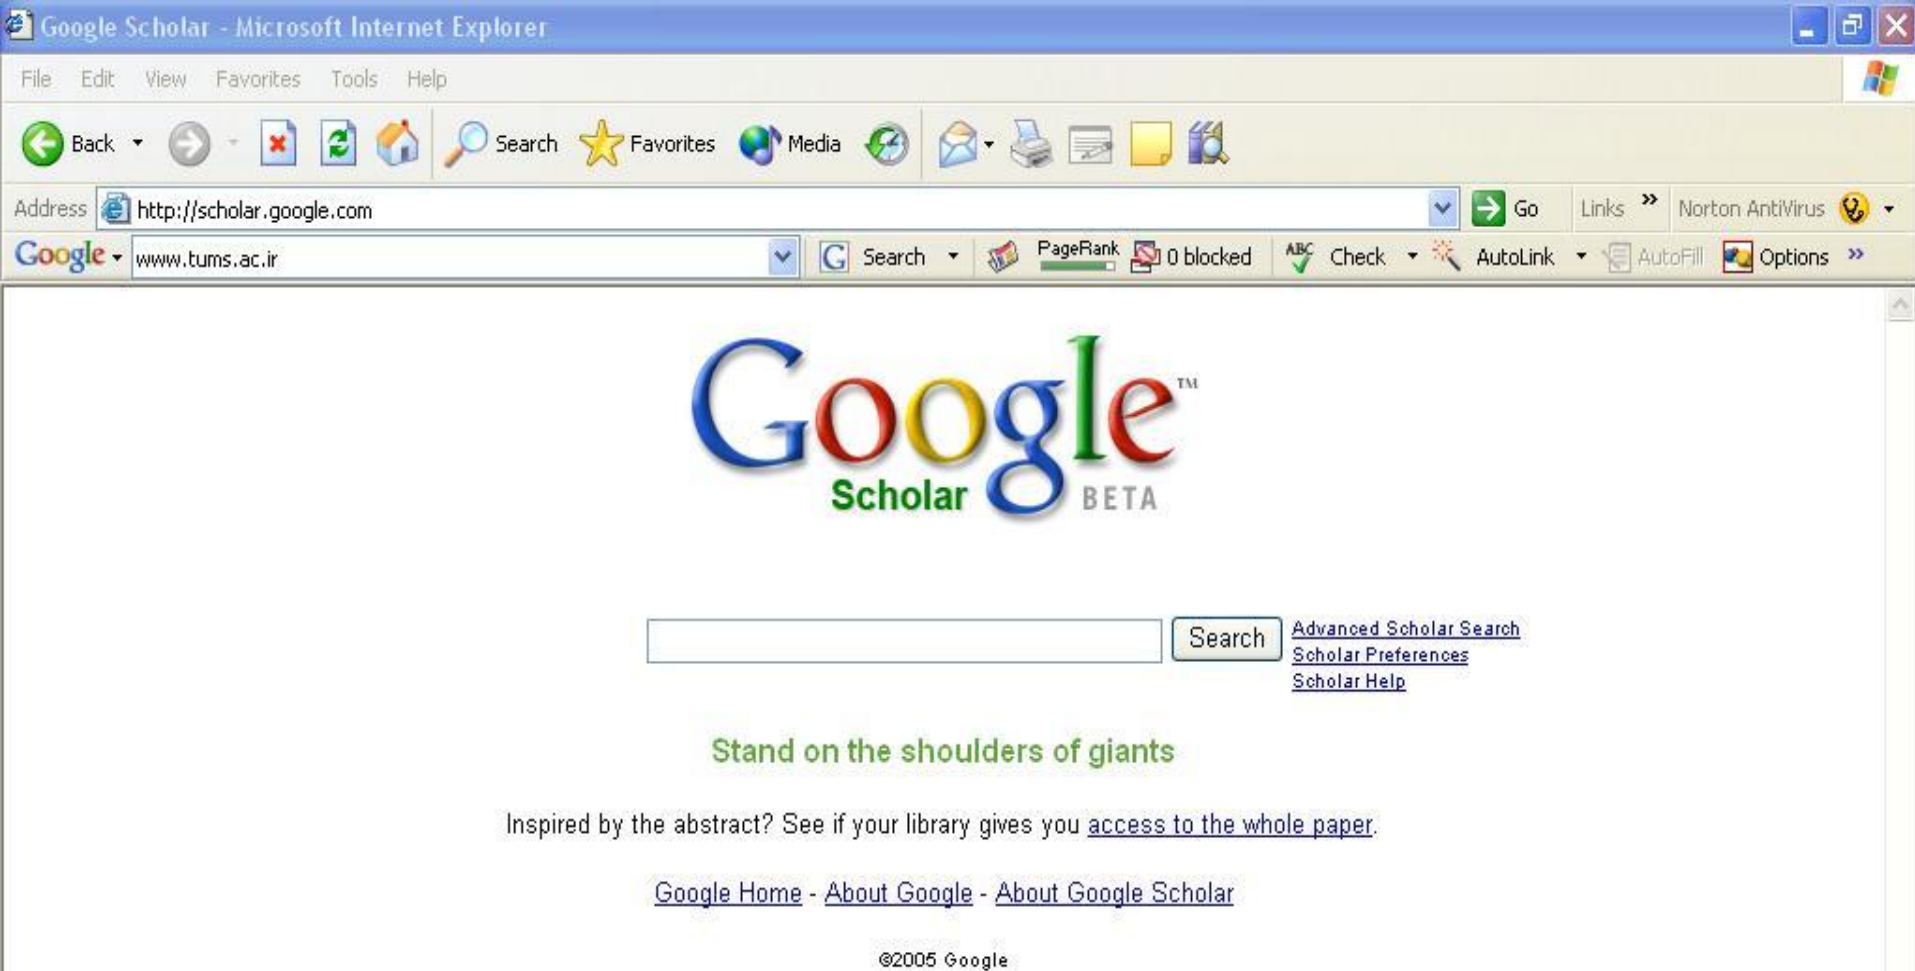 Google Scholar - Microsoft Internet Explorer
File Edit View Favorites Tools Help
Back Search Favorites Media
Address http://scholar.google.com Go Links » Norton AntiVirus
Google www.tums.ac.ir G Search PageRank 0 blocked ABC Check AutoLink AutoFill Options »
Google™
Scholar BETA
Search
Advanced Scholar Search
Scholar Preferences
Scholar Help
Stand on the shoulders of giants
Inspired by the abstract? See if your library gives you access to the whole paper.
Google Home - About Google - About Google Scholar
©2005 Google